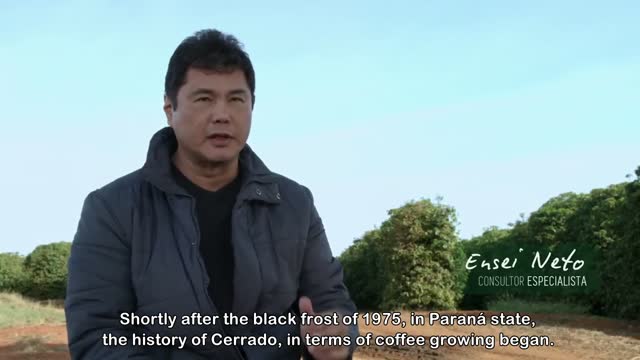 Ensei Neto
CONSULTOR ESPECIALISTA
Shortly after the black frost of 1975, in Paraná state,
the history of Cerrado, in terms of coffee growing began.